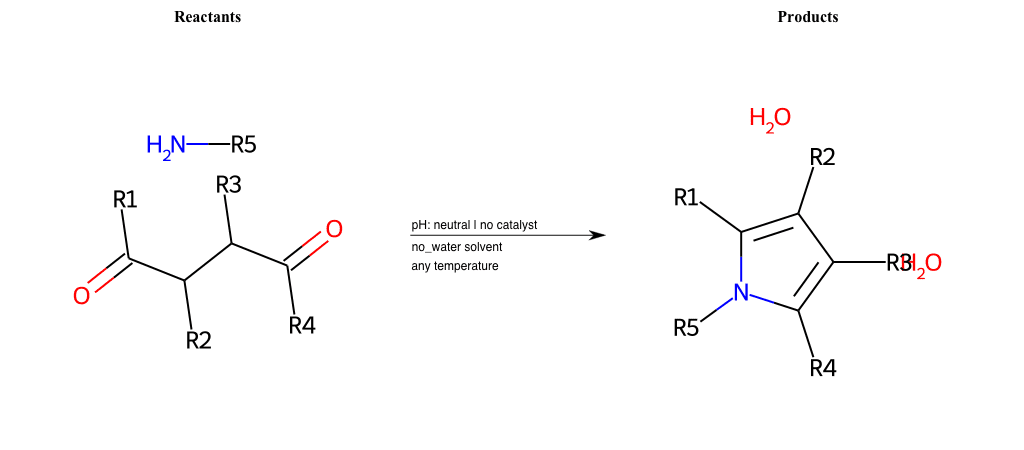 Reactants
Products
H2O
H2N R5
R2
R3
R1
R1
O
R3 H2O
pH: neutral | no catalyst
no_water solvent
any temperature
O
N
R4
R5
R2
R4